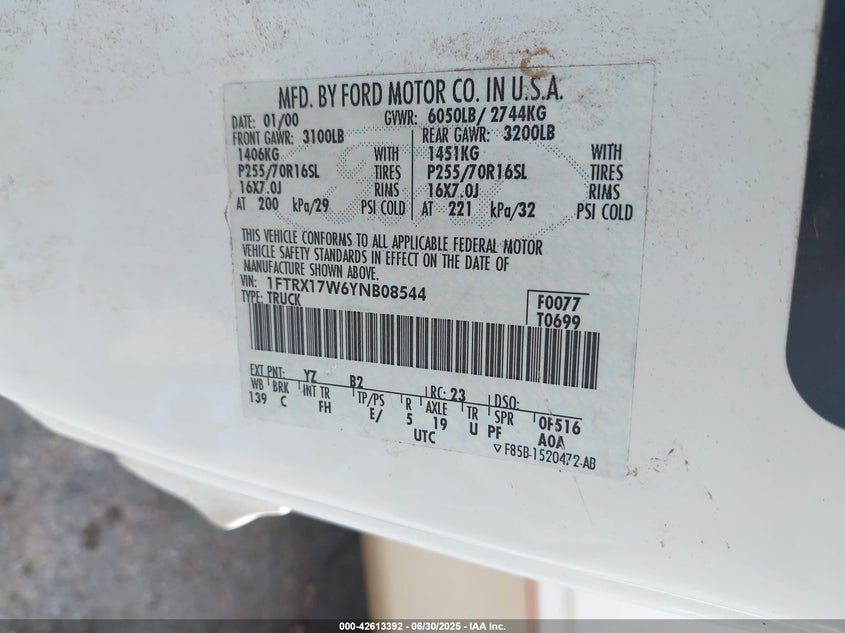 MFD. BY FORD MOTOR CO. IN U.S.A.
DATE: 01/00 GVWR: 6050LB/ 2744KG
FRONT GAWR: 3100LB REAR GAWR: 3200LB
1406KG WITH 1451KG WITH
P255/70R16SL TIRES P255/70R16SL TIRES
16X7.0J RIMS 16X7.0J RIMS
AT 200 kPa/29 PSI COLD AT 221 kPa/32 PSI COLD
THIS VEHICLE CONFORMS TO ALL APPLICABLE FEDERAL MOTOR
VEHICLE SAFETY STANDARDS IN EFFECT ON THE DATE OF
MANUFACTURE SHOWN ABOVE.
VIN: 1FTRX17W6YNB08544
TYPE: TRUCK
F0077
T0699
EXT PNT: YZ B2 RC: 23 DSO:
WB BRK INT TR TP/PS R AXLE TR SPR 0F516
139 C FH E/ 5 19 U PF A0A
UTC
F85B-1520472-AB
000-42613392 - 06/30/2025 - IAA Inc.